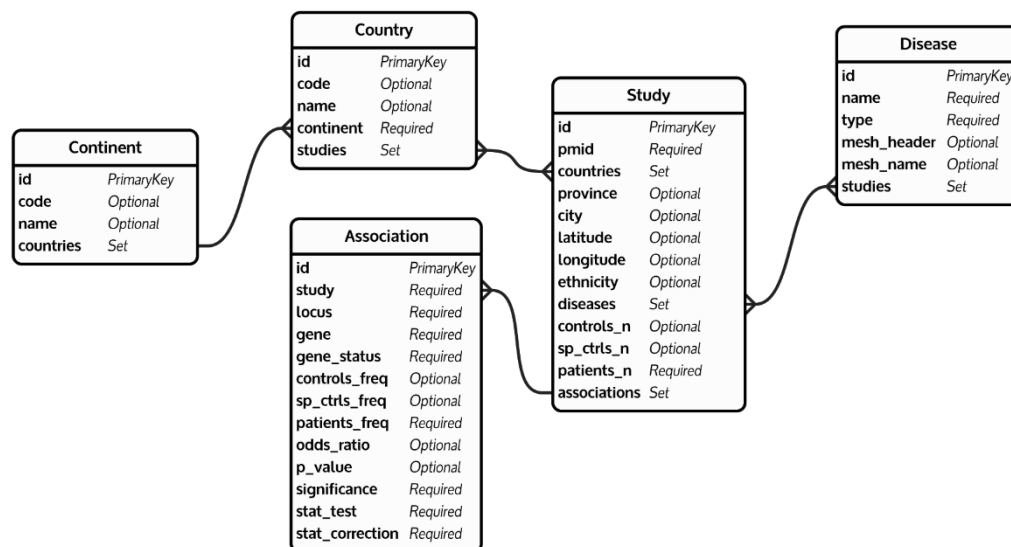 Continent
id PrimaryKey
code Optional
name Optional
countries Set
Country
id PrimaryKey
code Optional
name Optional
continent Required
studies Set
Association
id PrimaryKey
study Required
locus Required
gene Required
gene_status Required
controls_freq Optional
sp_ctrls_freq Optional
patients_freq Required
odds_ratio Optional
p_value Optional
significance Required
stat_test Required
stat_correction Required
Study
id PrimaryKey
pmid Required
countries Set
province Optional
city Optional
latitude Optional
longitude Optional
ethnicity Optional
diseases Set
controls_n Optional
sp_ctrls_n Optional
patients_n Required
associations Set
Disease
id PrimaryKey
name Required
type Required
mesh_header Optional
mesh_name Optional
studies Set